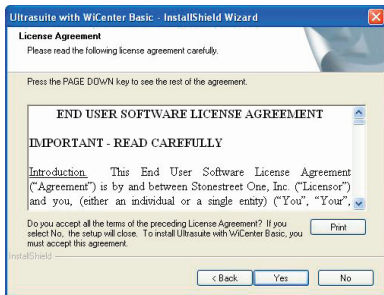 Ultrasuite with WiCenter Basic - InstallShield Wizard
License Agreement
Please read the following license agreement carefully.
Press the PAGE DOWN key to see the rest of the agreement.
END USER SOFTWARE LICENSE AGREEMENT
IMPORTANT - READ CAREFULLY
Introduction. This End User Software License Agreement
("Agreement") is by and between Stonestreet One, Inc. ("Licensor")
and you, (either an individual or a single entity) ("You", "Your",
Do you accept all the terms of the preceding License Agreement? If you
select No, the setup will close. To install Ultrasuite with WiCenter Basic, you
must accept this agreement.
Print
InstallShield
< Back
Yes
No